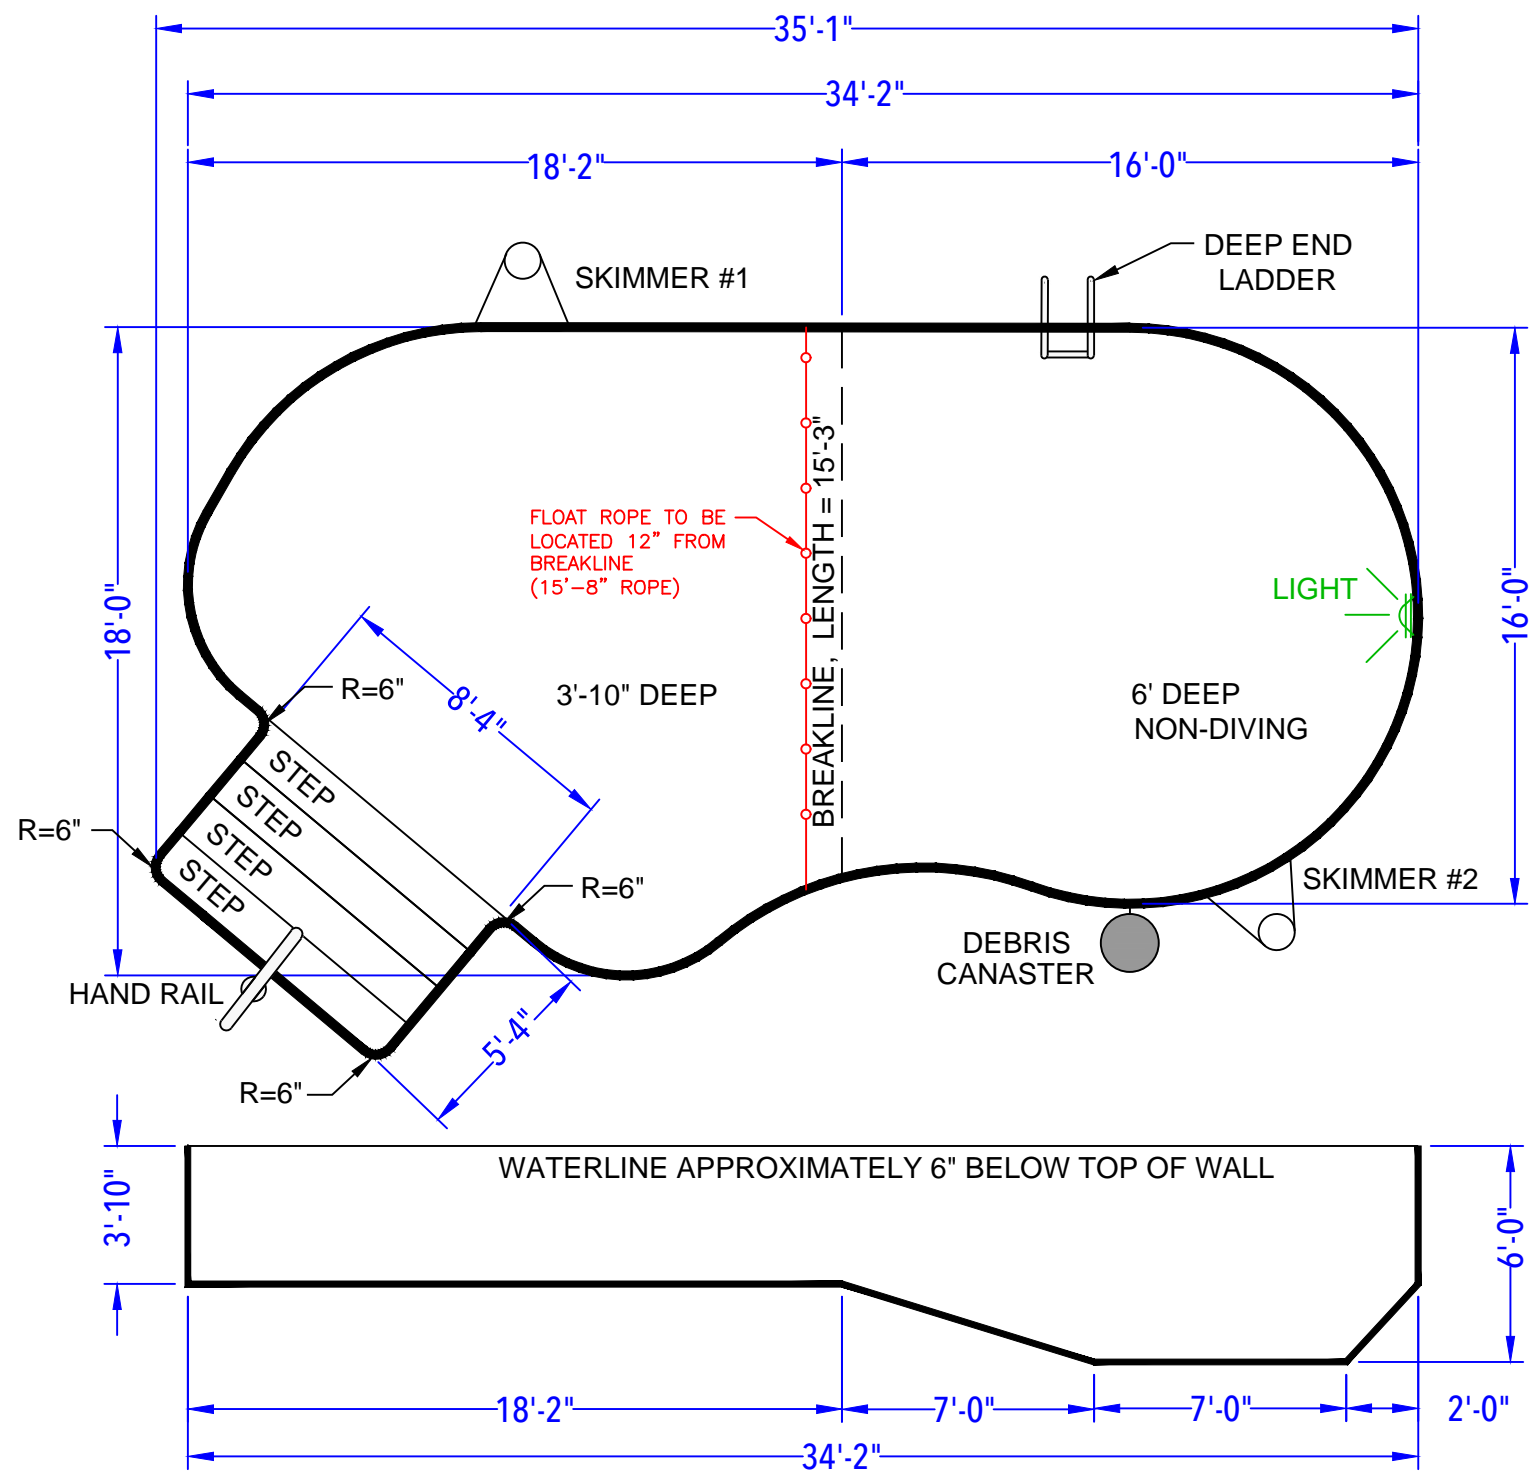 35'-1"
34'-2"
18'-2"
16'-0"
DEEP END
LADDER
SKIMMER #1
BREAKLINE, LENGTH = 15'-3"
FLOAT ROPE TO BE
LOCATED 12" FROM
BREAKLINE
(15'-8" ROPE)
LIGHT
18'-0"
16'-0"
R=6"
8'-4"
3'-10" DEEP
6' DEEP
NON-DIVING
STEP
STEP
STEP
STEP
R=6"
R=6"
SKIMMER #2
DEBRIS
CANASTER
HAND RAIL
5'-4"
R=6"
WATERLINE APPROXIMATELY 6" BELOW TOP OF WALL
3'-10"
6'-0"
18'-2"
7'-0"
7'-0"
2'-0"
34'-2"